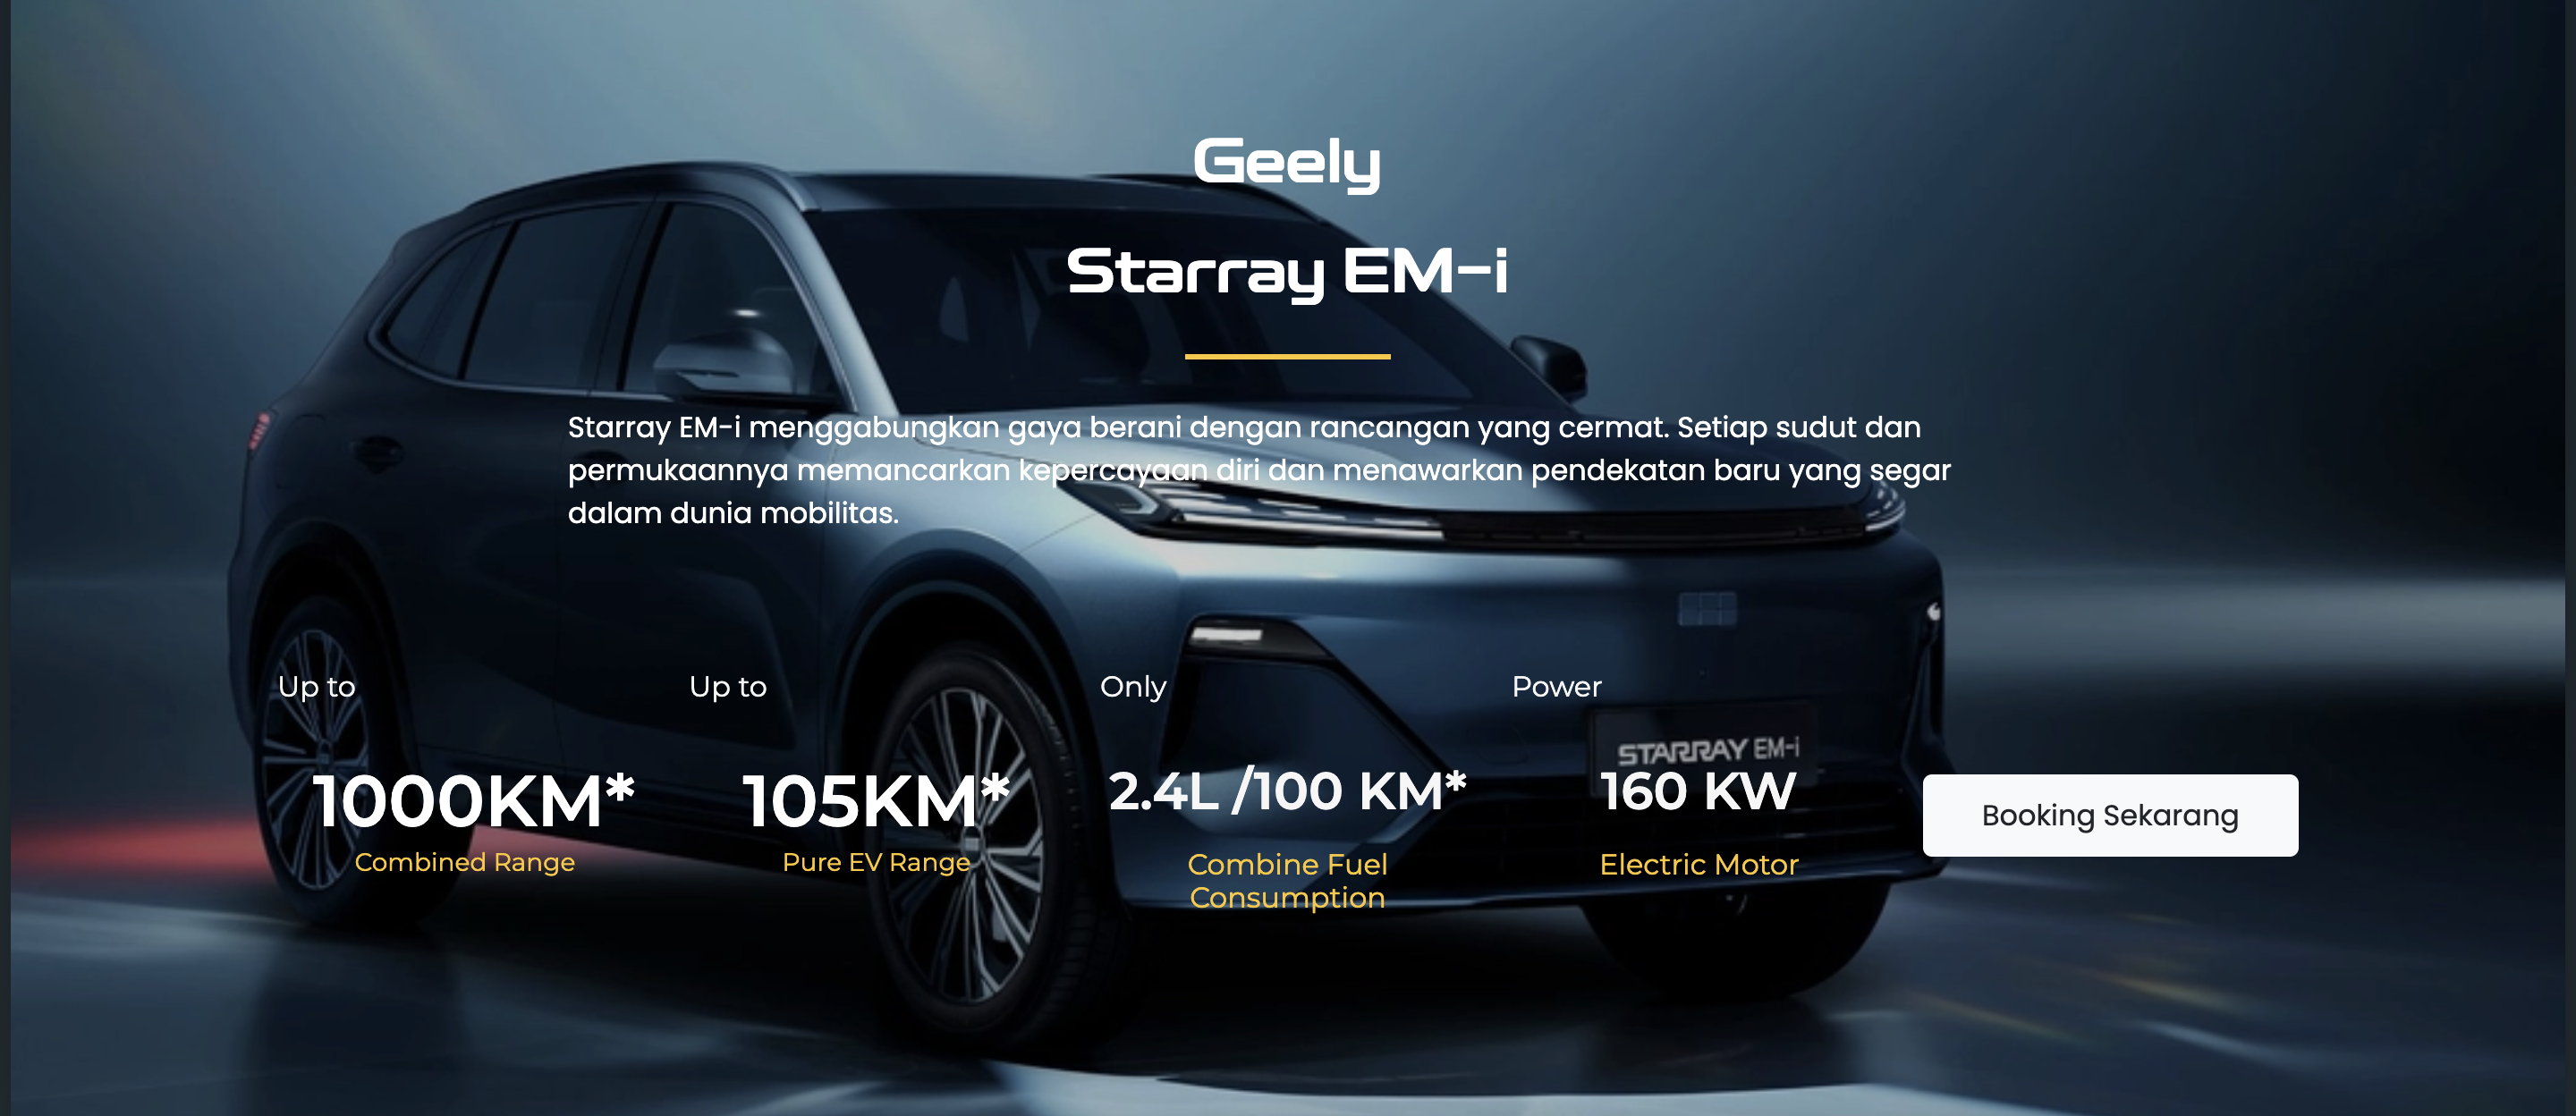 Geely
Starray EM-i
Starray EM-i menggabungkan gaya berani dengan rancangan yang cermat. Setiap sudut dan
permukaannya memancarkan kepercayaan diri dan menawarkan pendekatan baru yang segar
dalam dunia mobilitas.
Up to
1000KM*
Combined Range
Up to
105KM*
Pure EV Range
Only
2.4L /100 KM*
Combine Fuel
Consumption
Power
160 KW
Electric Motor
STARRAY EM-i
Booking Sekarang